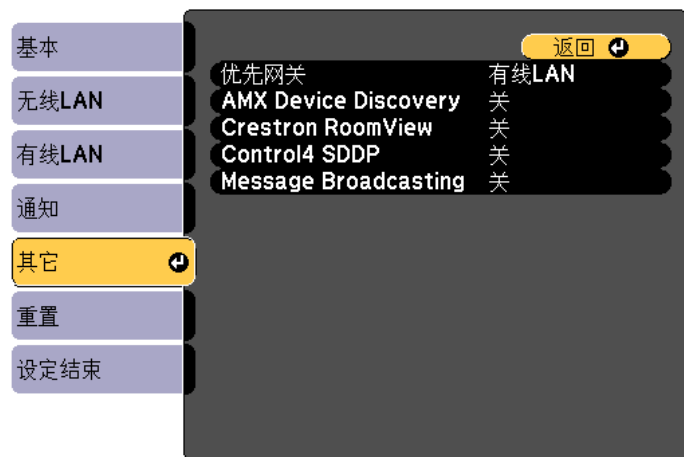 基本
无线LAN
有线LAN
通知
其它
重置
设定结束
返回
优先网关 有线LAN
AMX Device Discovery 关
Crestron RoomView 关
Control4 SDDP 关
Message Broadcasting 关